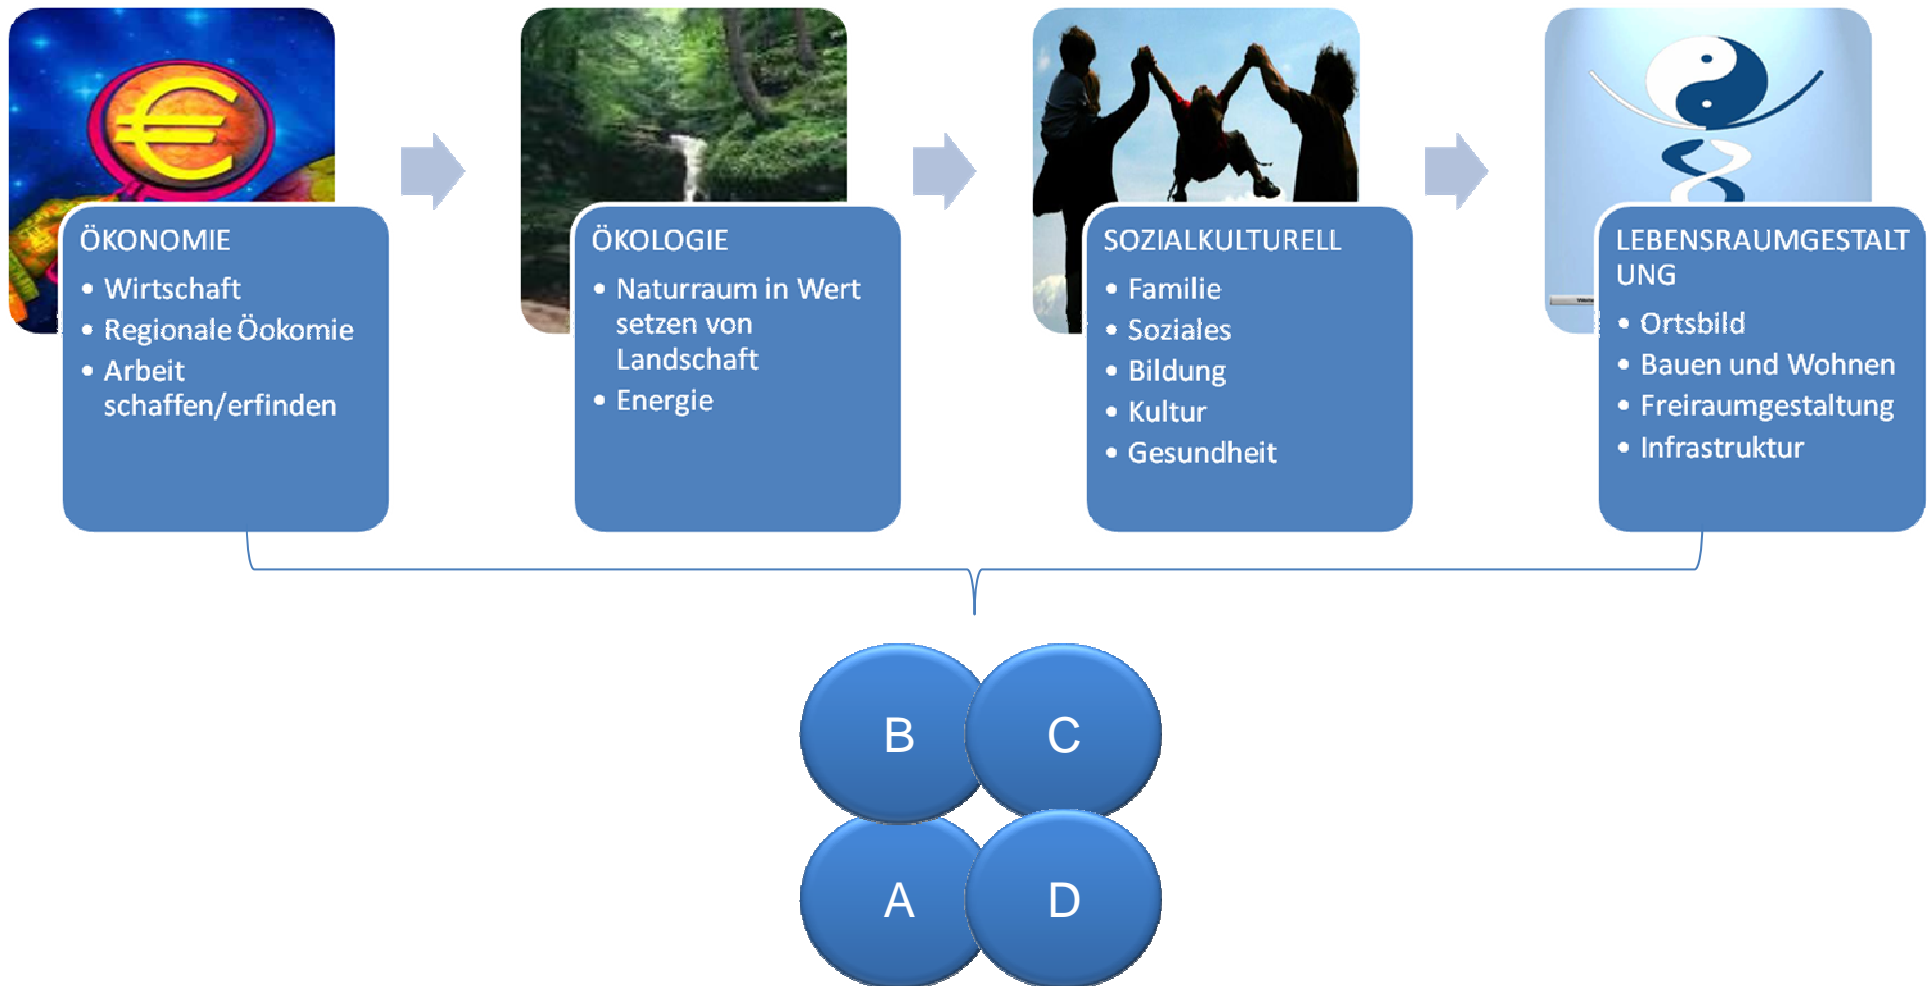 ÖKONOMIE
• Wirtschaft
• Regionale Öokomie
• Arbeit
schaffen/erfinden
ÖKOLOGIE
• Naturraum in Wert
setzen von
Landschaft
• Energie
SOZIALKULTURELL
• Familie
• Soziales
• Bildung
• Kultur
• Gesundheit
LEBENSRAUMGESTALT
UNG
• Ortsbild
• Bauen und Wohnen
• Freiraumgestaltung
• Infrastruktur
B
C
A
D